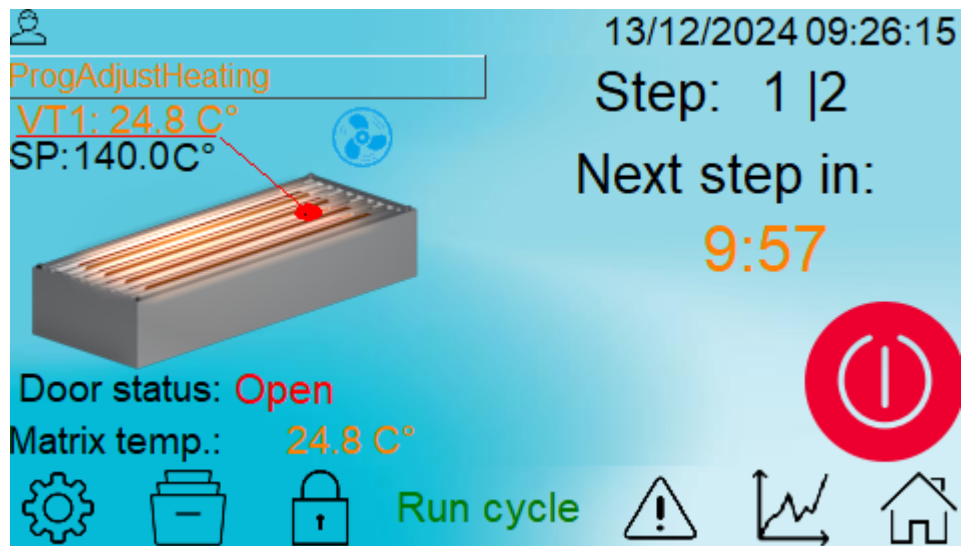 13/12/2024 09:26:15
ProgAdjustHeating
VT1: 24.8 C°
SP:140.0C°
Step: 1 |2
Next step in:
9:57
Door status: Open
Matrix temp.: 24.8 C°
Run cycle